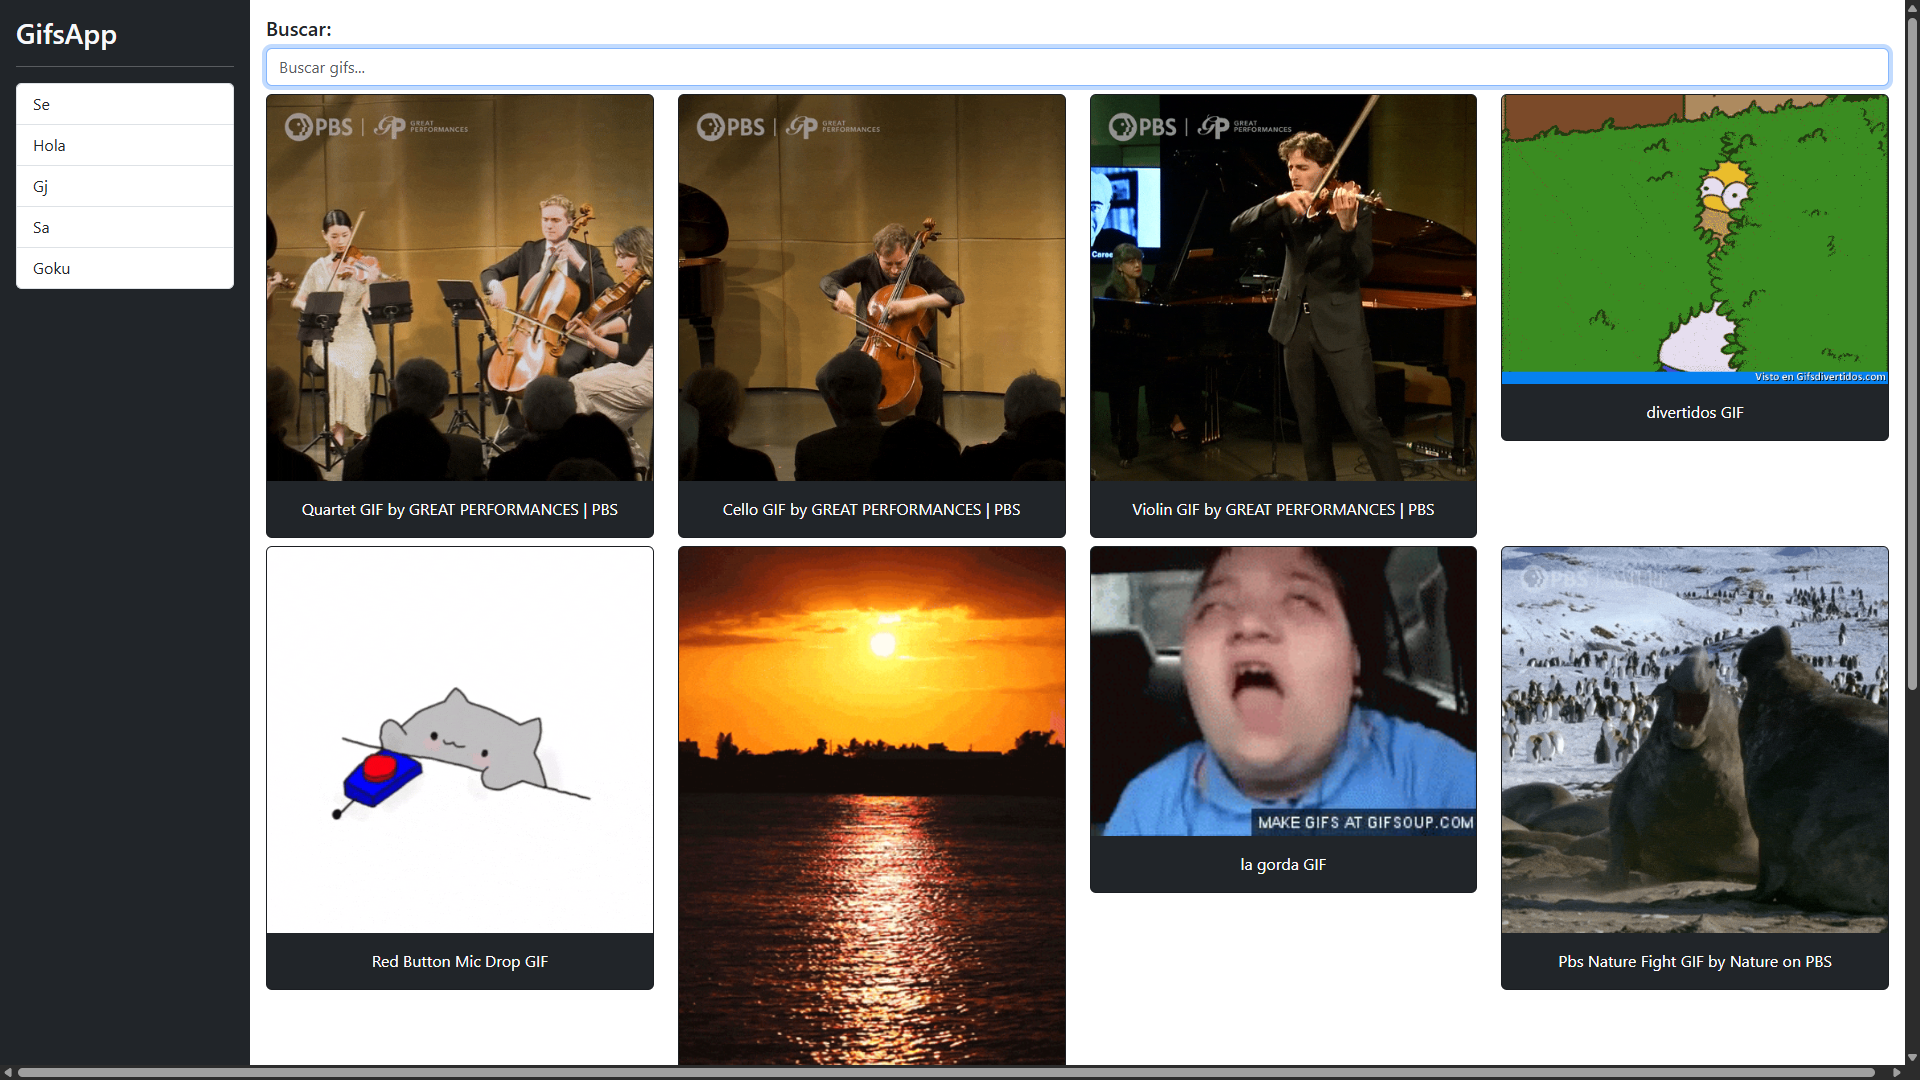 GifsApp
Se
Hola
Gj
Sa
Goku
Buscar:
Buscar gifs...
PBS | GP GREAT PERFORMANCES
Quartet GIF by GREAT PERFORMANCES | PBS
PBS | GP GREAT PERFORMANCES
Cello GIF by GREAT PERFORMANCES | PBS
PBS | GP GREAT PERFORMANCES
Caree
Violin GIF by GREAT PERFORMANCES | PBS
Visto en Gifsdivertidos.com
divertidos GIF
Red Button Mic Drop GIF
MAKE GIFS AT GIFSOUP.COM
la gorda GIF
PBS
Pbs Nature Fight GIF by Nature on PBS